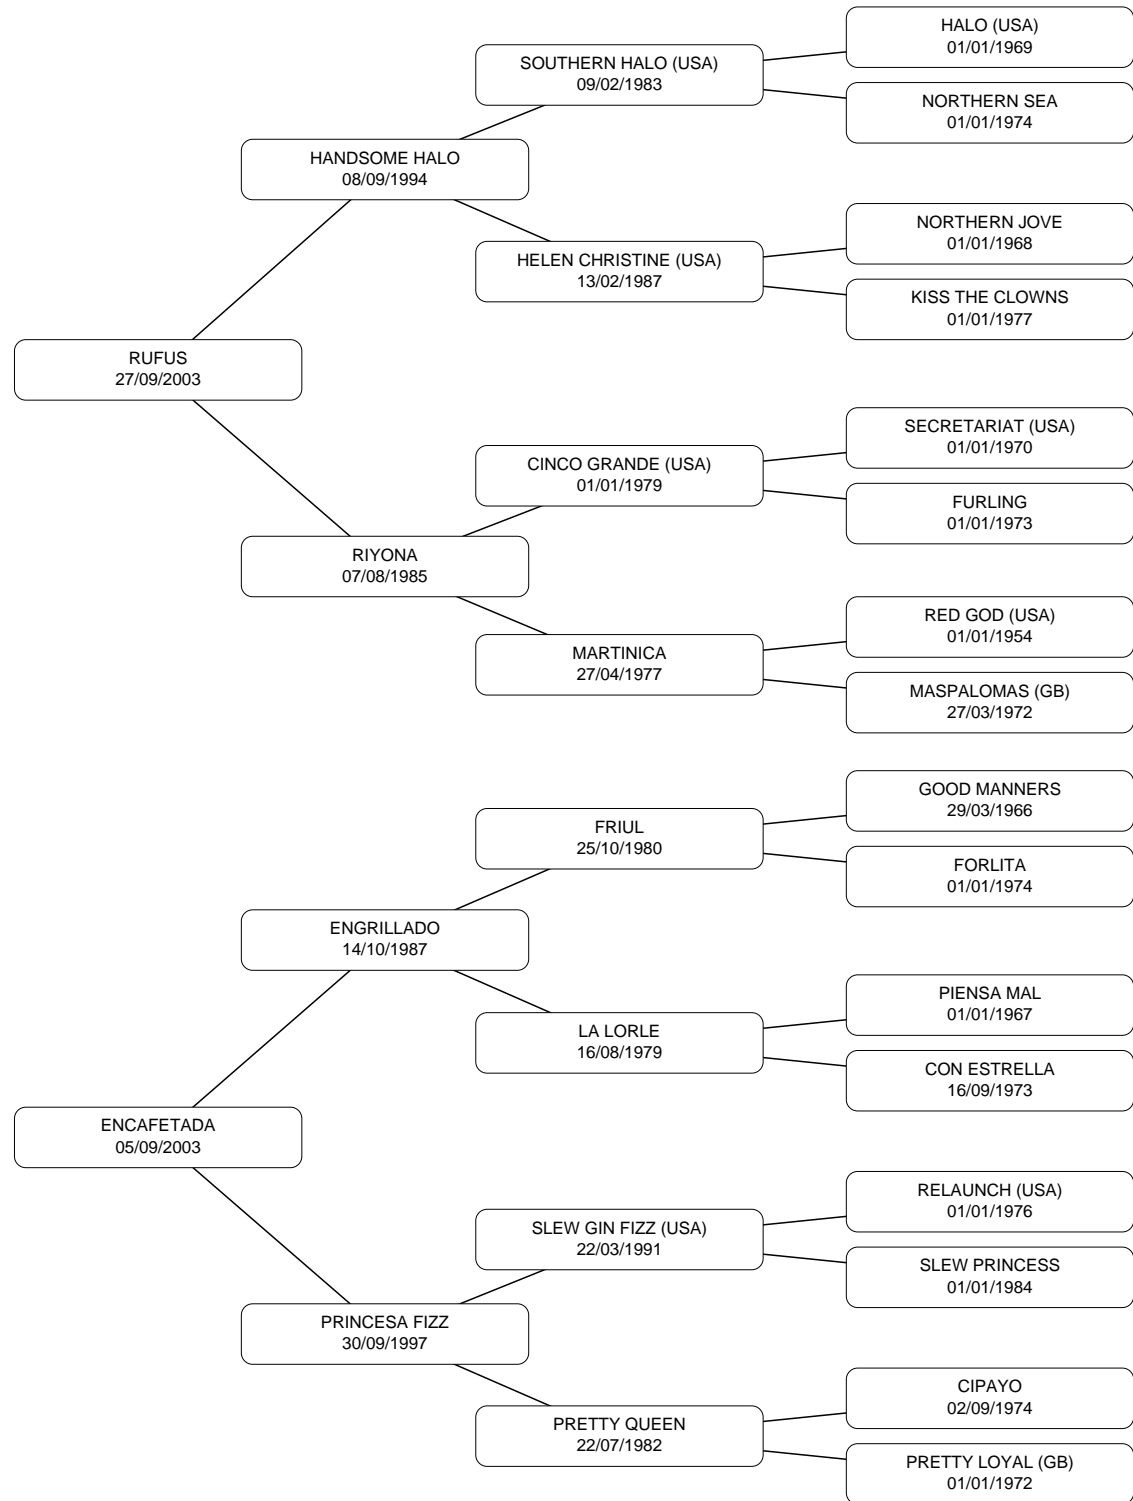 HALO (USA)
01/01/1969
SOUTHERN HALO (USA)
09/02/1983
NORTHERN SEA
01/01/1974
HANDSOME HALO
08/09/1994
NORTHERN JOVE
01/01/1968
HELEN CHRISTINE (USA)
13/02/1987
KISS THE CLOWNS
01/01/1977
RUFUS
27/09/2003
SECRETARIAT (USA)
01/01/1970
CINCO GRANDE (USA)
01/01/1979
FURLING
01/01/1973
RIYONA
07/08/1985
RED GOD (USA)
01/01/1954
MARTINICA
27/04/1977
MASPALOMAS (GB)
27/03/1972
GOOD MANNERS
29/03/1966
FRIUL
25/10/1980
FORLITA
01/01/1974
ENGRILLADO
14/10/1987
PIENSA MAL
01/01/1967
LA LORLE
16/08/1979
CON ESTRELLA
16/09/1973
ENCAFETADA
05/09/2003
RELAUNCH (USA)
01/01/1976
SLEW GIN FIZZ (USA)
22/03/1991
SLEW PRINCESS
01/01/1984
PRINCESA FIZZ
30/09/1997
CIPAYO
02/09/1974
PRETTY QUEEN
22/07/1982
PRETTY LOYAL (GB)
01/01/1972